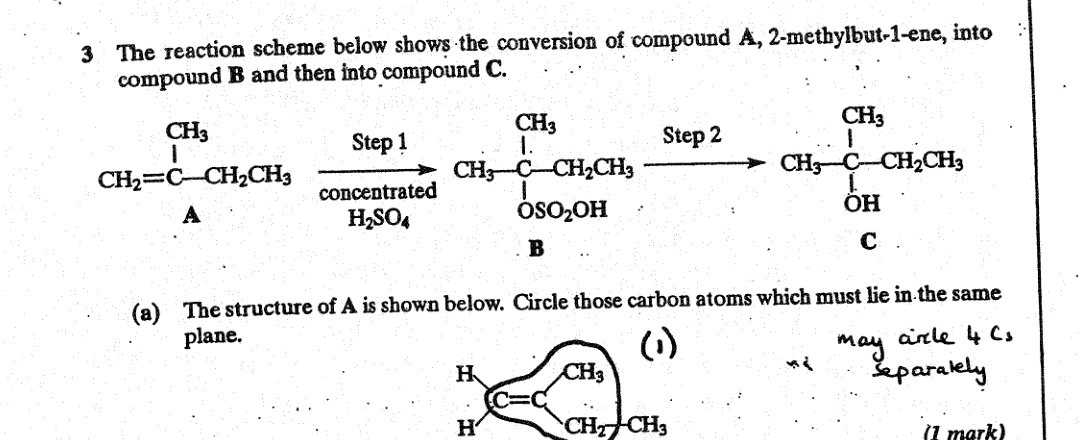 3 The reaction scheme below shows the conversion of compound A, 2-methylbut-1-ene, into
compound B and then into compound C.
CH3 CH3 CH3
Step 1 Step 2
CH2=C—CH2CH3 CH3—C—CH2CH3 CH3—C—CH2CH3
concentrated
H2SO4
A OSO2OH OH
B C
(a) The structure of A is shown below. Circle those carbon atoms which must lie in the same
plane.
(1)
may circle 4 Cs
separately
H CH3
C=C
H CH2 CH3
(1 mark)